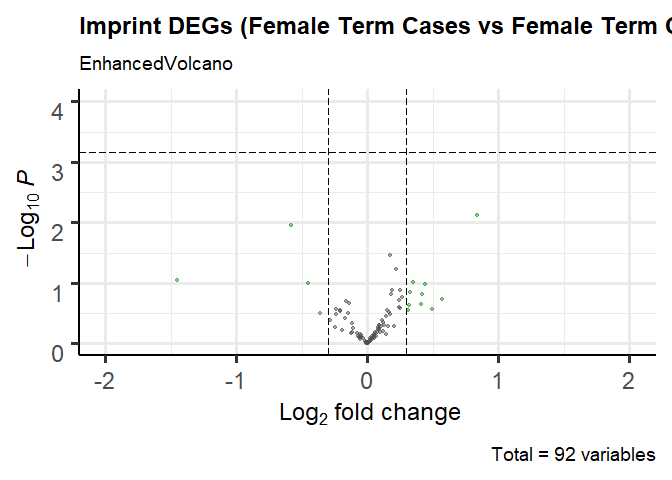 Imprint DEGs (Female Term Cases vs Female Term
EnhancedVolcano
4
3
2
1
0
−Log₁₀ P
-2 -1 0 1 2
Log₂ fold change
Total = 92 variables